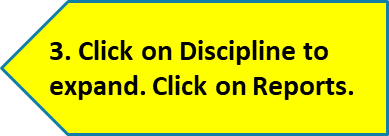 3. Click on Discipline to
expand. Click on Reports.